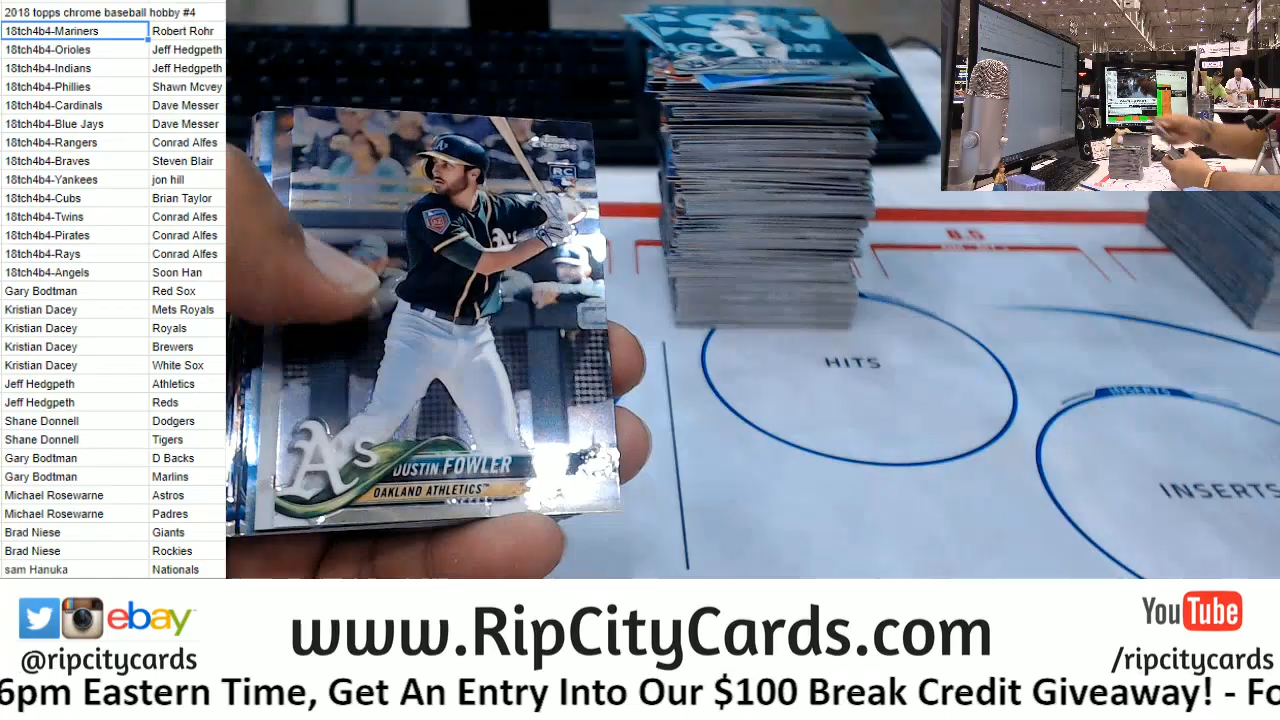 2018 topps chrome baseball hobby #4
18tch4b4-Mariners Robert Rohr
18tch4b4-Orioles Jeff Hedgpeth
18tch4b4-Indians Jeff Hedgpeth
18tch4b4-Phillies Shawn Mcvey
18tch4b4-Cardinals Dave Messer
18tch4b4-Blue Jays Dave Messer
18tch4b4-Rangers Conrad Alfes
18tch4b4-Braves Steven Blair
18tch4b4-Yankees jon hill
18tch4b4-Cubs Brian Taylor
18tch4b4-Twins Conrad Alfes
18tch4b4-Pirates Conrad Alfes
18tch4b4-Rays Conrad Alfes
18tch4b4-Angels Soon Han
Gary Bodtman Red Sox
Kristian Dacey Mets Royals
Kristian Dacey Royals
Kristian Dacey Brewers
Kristian Dacey White Sox
Jeff Hedgpeth Athletics
Jeff Hedgpeth Reds
Shane Donnell Dodgers
Shane Donnell Tigers
Gary Bodtman D Backs
Gary Bodtman Marlins
Michael Rosewarne Astros
Michael Rosewarne Padres
Brad Niese Giants
Brad Niese Rockies
sam Hanuka Nationals
Chrome
RC
A's
A's
DUSTIN FOWLER
OAKLAND ATHLETICS™
8.5
HITS
INSERTS
INSERTS
ebay™
@ripcitycards
www.RipCityCards.com
YouTube
/ripcitycards
6pm Eastern Time, Get An Entry Into Our $100 Break Credit Giveaway! - Fo